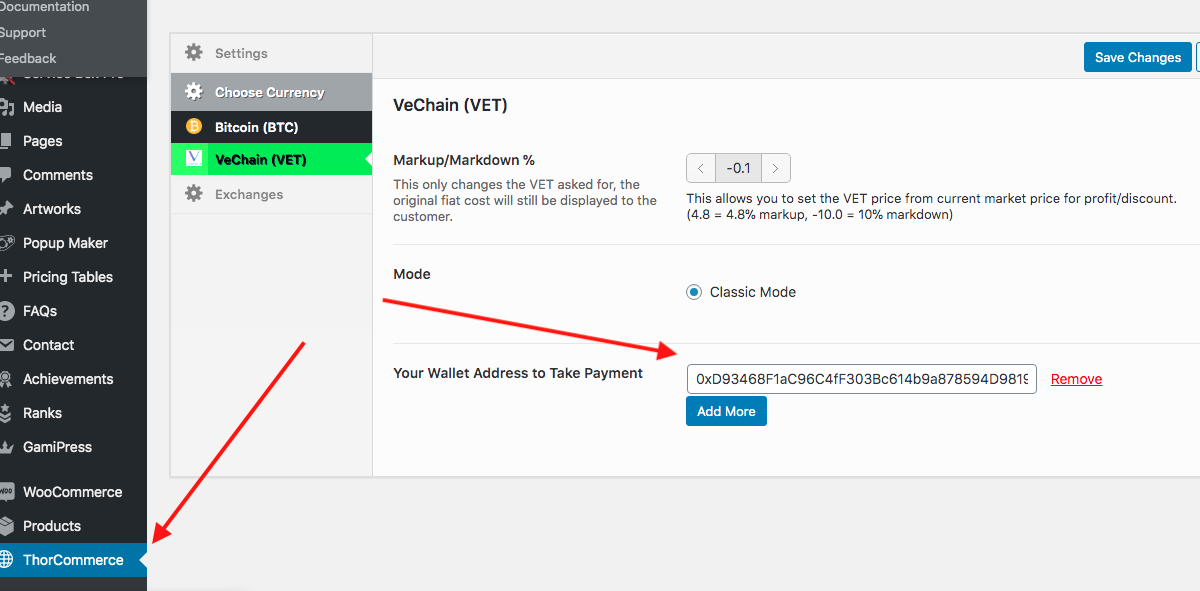 Documentation
Support
Feedback
Media
Pages
Comments
Artworks
Popup Maker
Pricing Tables
FAQs
Contact
Achievements
Ranks
GamiPress
WooCommerce
Products
ThorCommerce
Settings
Choose Currency
Bitcoin (BTC)
VeChain (VET)
Exchanges
Save Changes
VeChain (VET)
Markup/Markdown %
This only changes the VET asked for, the
original fiat cost will still be displayed to the
customer.
-0.1
This allows you to set the VET price from current market price for profit/discount.
(4.8 = 4.8% markup, -10.0 = 10% markdown)
Mode
Classic Mode
Your Wallet Address to Take Payment
0xD93468F1aC96C4fF303Bc614b9a878594D9819
Remove
Add More